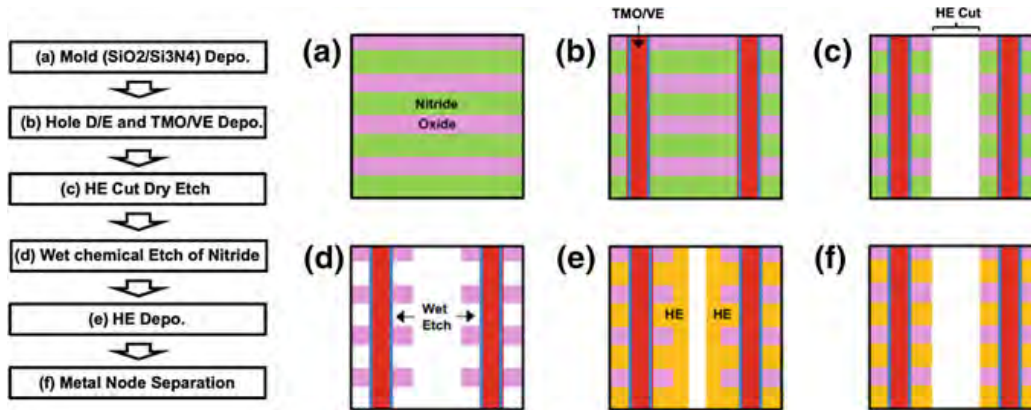 (a) Mold (SiO2/Si3N4) Depo.
(b) Hole D/E and TMO/VE Depo.
(c) HE Cut Dry Etch
(d) Wet chemical Etch of Nitride
(e) HE Depo.
(f) Metal Node Separation
(a)
Nitride
Oxide
TMO/VE
(b)
HE Cut
(c)
(d)
Wet
Etch
(e)
HE HE
(f)